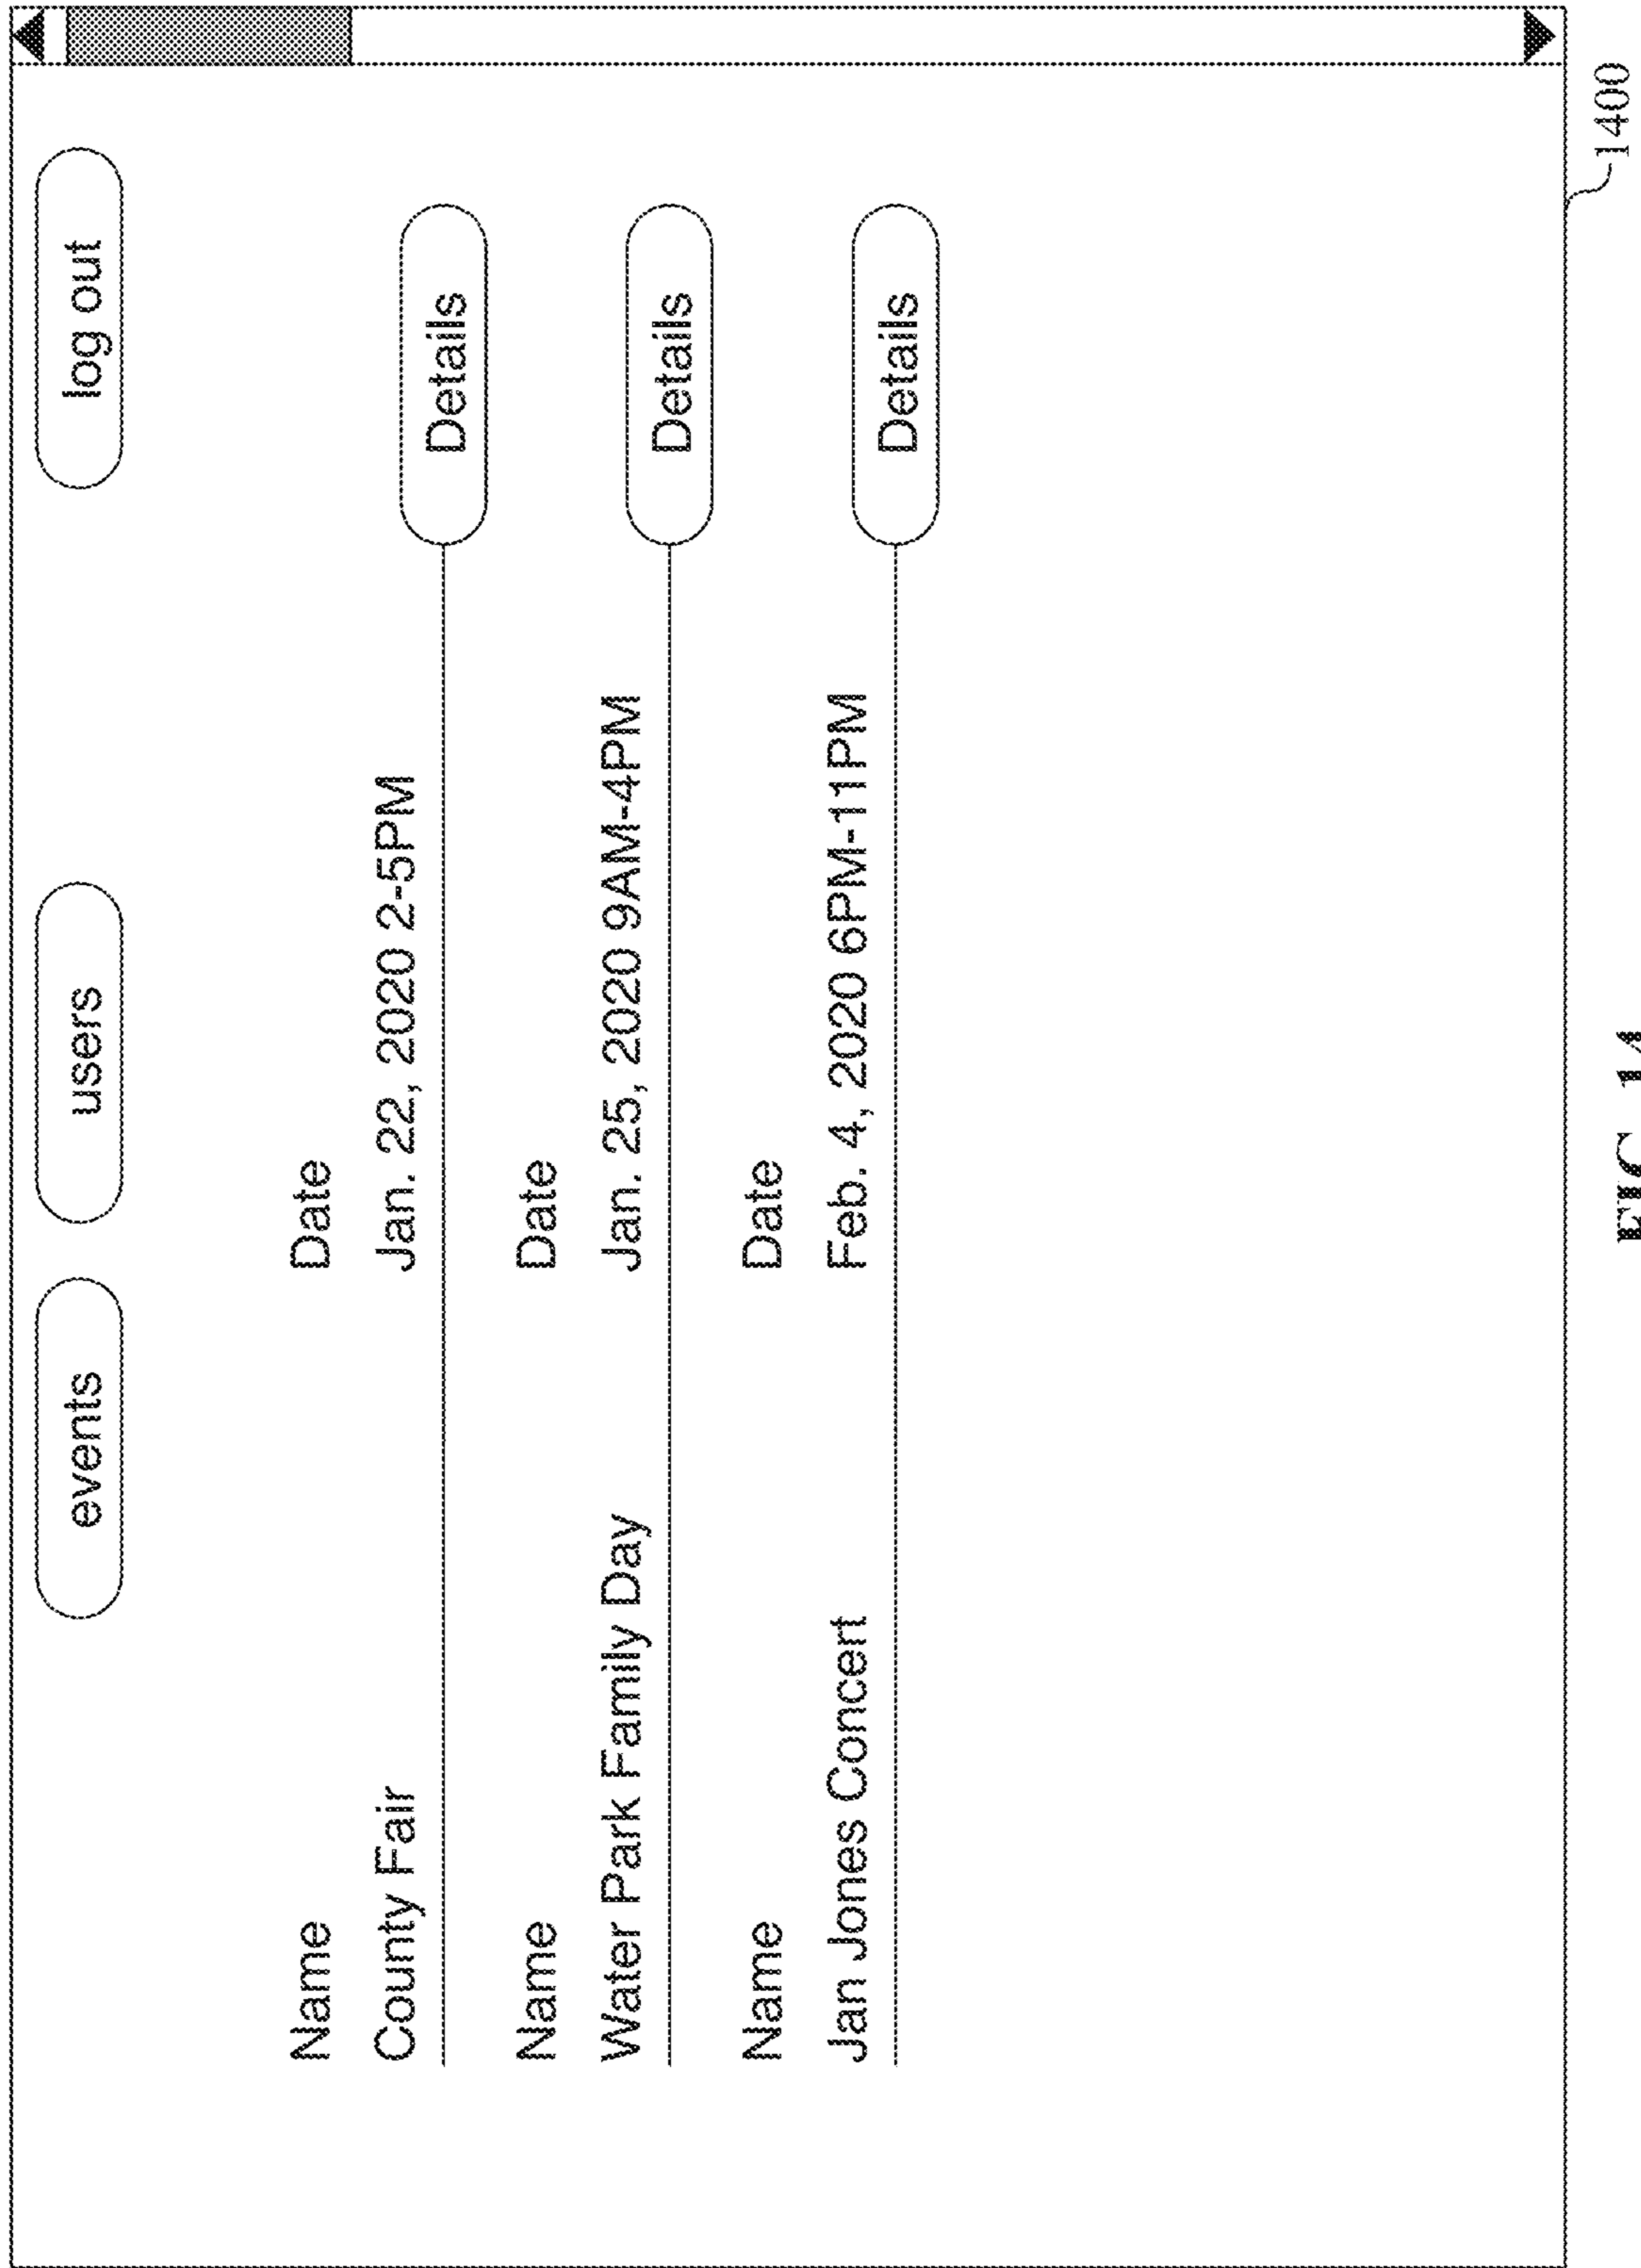 events users log out
Name Date
County Fair Jan. 22, 2020 2-5PM
Details
Name Date
Water Park Family Day Jan. 25, 2020 9AM-4PM
Details
Name Date
Jan Jones Concert Feb. 4, 2020 6PM-11PM
Details
1400
FIG. 14